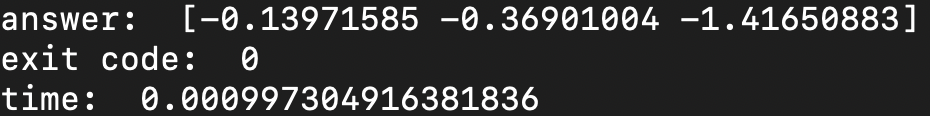 answer:  [-0.13971585 -0.36901004 -1.41650883]
exit code:  0
time:  0.000997304916381836